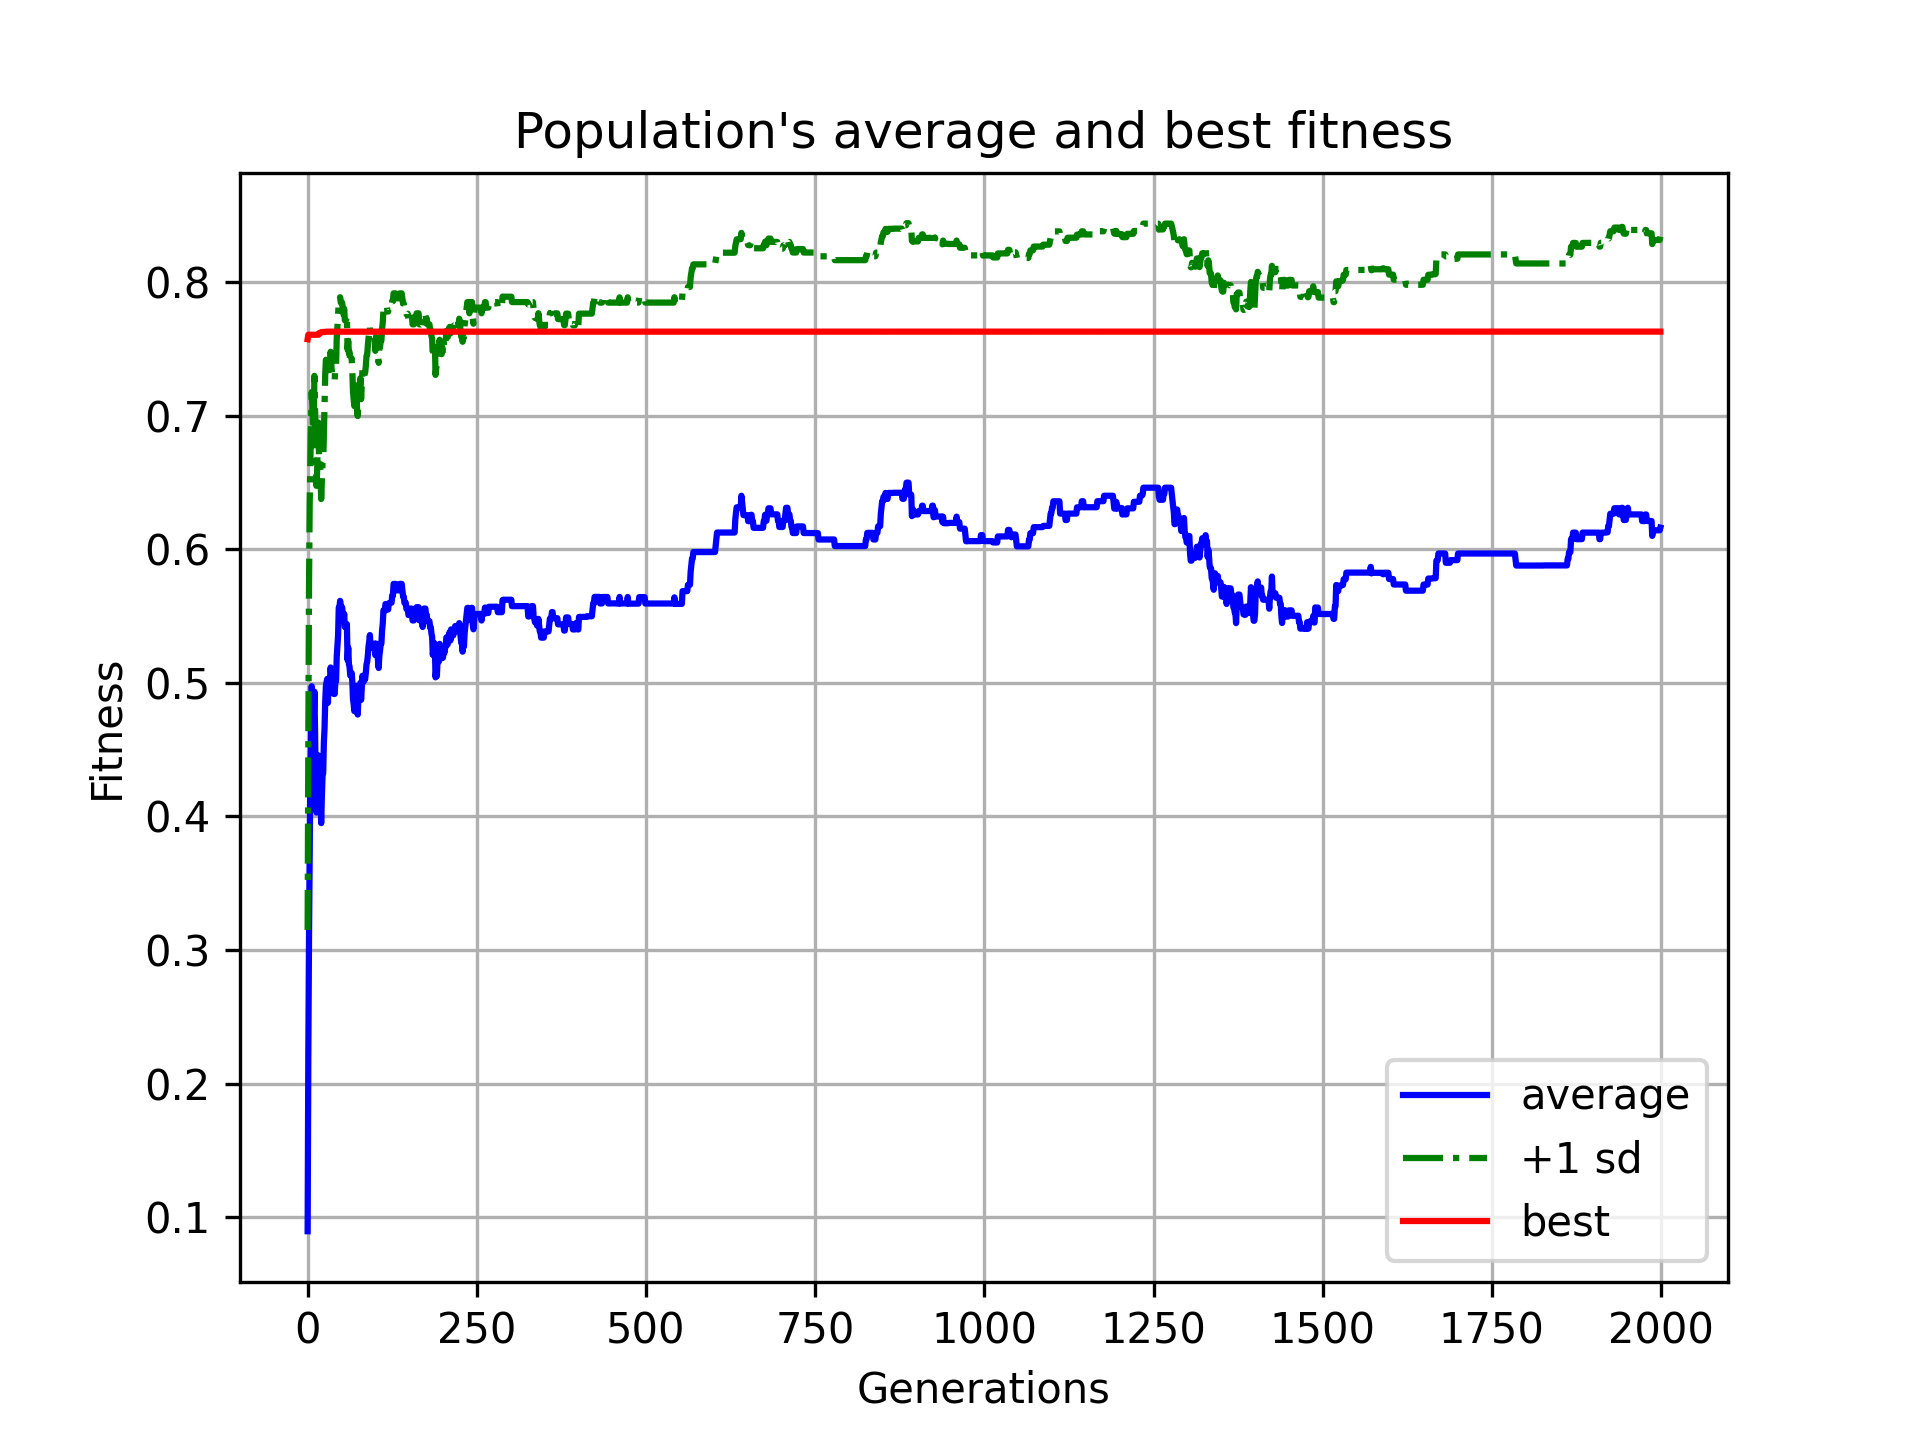 Population's average and best fitness
Fitness
0.8
0.7
0.6
0.5
0.4
0.3
0.2
0.1
average
+1 sd
best
0 250 500 750 1000 1250 1500 1750 2000
Generations